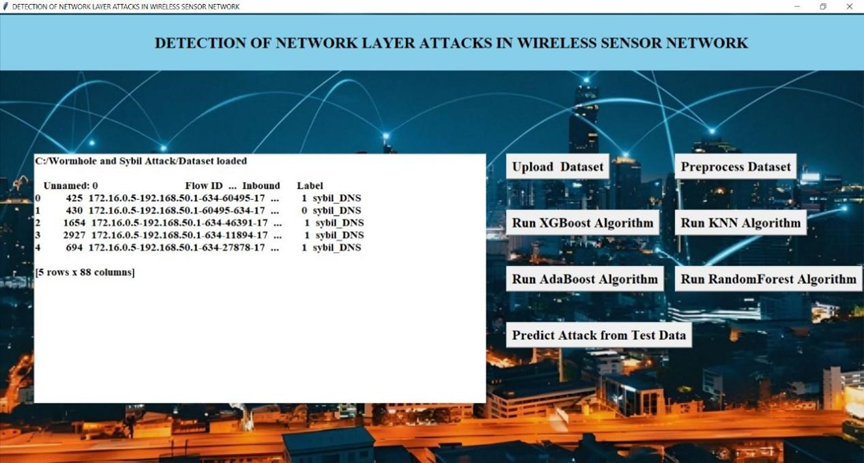 DETECTION OF NETWORK LAYER ATTACKS IN WIRELESS SENSOR NETWORK
DETECTION OF NETWORK LAYER ATTACKS IN WIRELESS SENSOR NETWORK
C:/Wormhole and Sybil Attack/Dataset loaded
Unnamed: 0 Flow ID ... Inbound Label
0 425 172.16.0.5-192.168.50.1-634-60495-17 ... 1 sybil_DNS
1 430 172.16.0.5-192.168.50.1-60495-634-17 ... 0 sybil_DNS
2 1654 172.16.0.5-192.168.50.1-634-46391-17 ... 1 sybil_DNS
3 2927 172.16.0.5-192.168.50.1-634-11894-17 ... 1 sybil_DNS
4 694 172.16.0.5-192.168.50.1-634-27878-17 ... 1 sybil_DNS
[5 rows x 88 columns]
Upload Dataset
Preprocess Dataset
Run XGBoost Algorithm
Run KNN Algorithm
Run AdaBoost Algorithm
Run RandomForest Algorithm
Predict Attack from Test Data